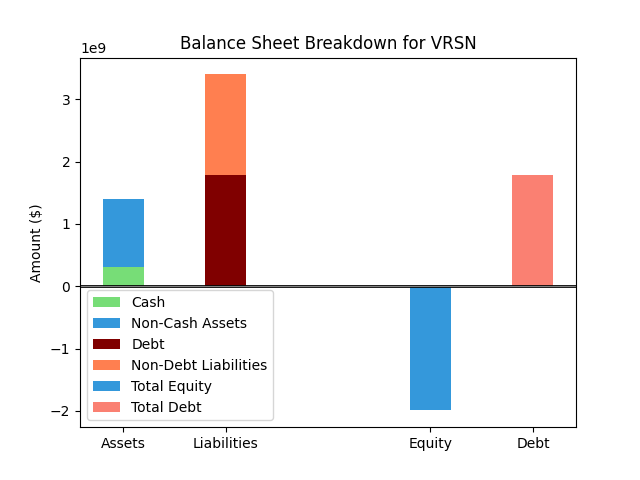 Balance Sheet Breakdown for VRSN
1e9
3
2
1
0
−1
−2
Amount ($)
Cash
Non-Cash Assets
Debt
Non-Debt Liabilities
Total Equity
Total Debt
Assets
Liabilities
Equity
Debt